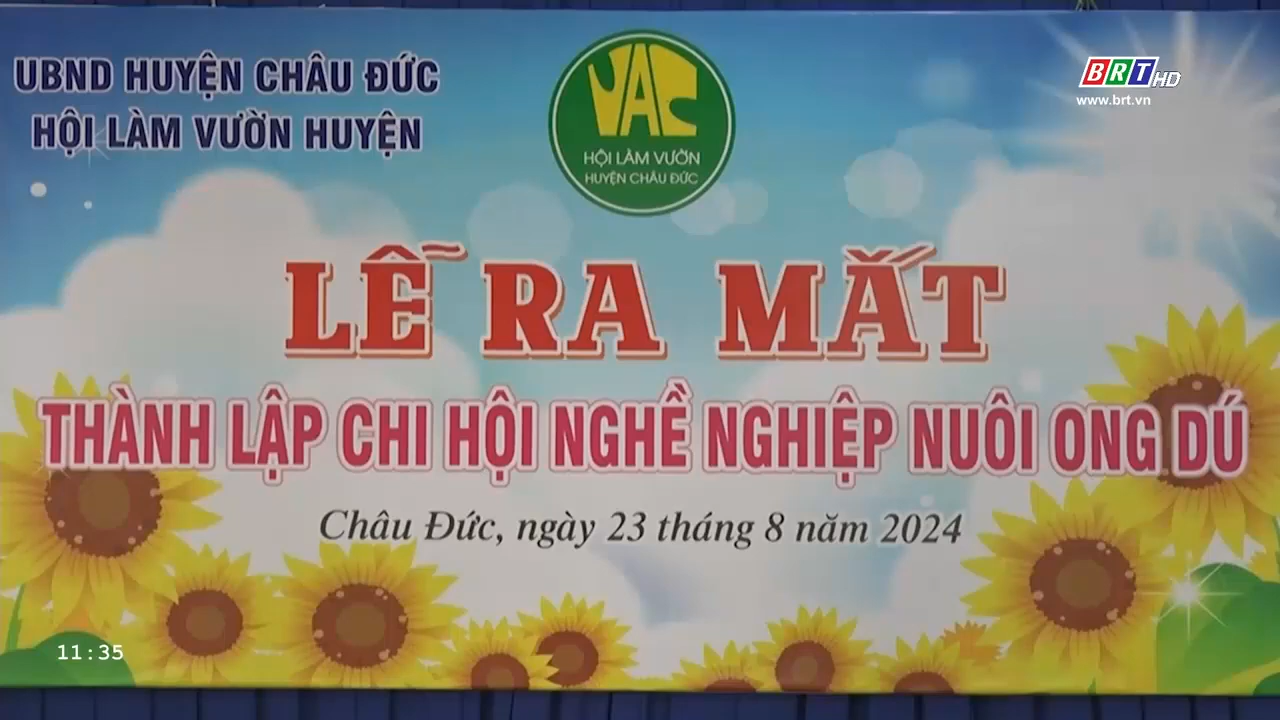 UBND HUYỆN CHÂU ĐỨC
HỘI LÀM VƯỜN HUYỆN
VAC
HỘI LÀM VƯỜN
HUYỆN CHÂU ĐỨC
BRT HD
www.brt.vn
LỄ RA MẮT
THÀNH LẬP CHI HỘI NGHỀ NGHIỆP NUÔI ONG DÚ
Châu Đức, ngày 23 tháng 8 năm 2024
11:35